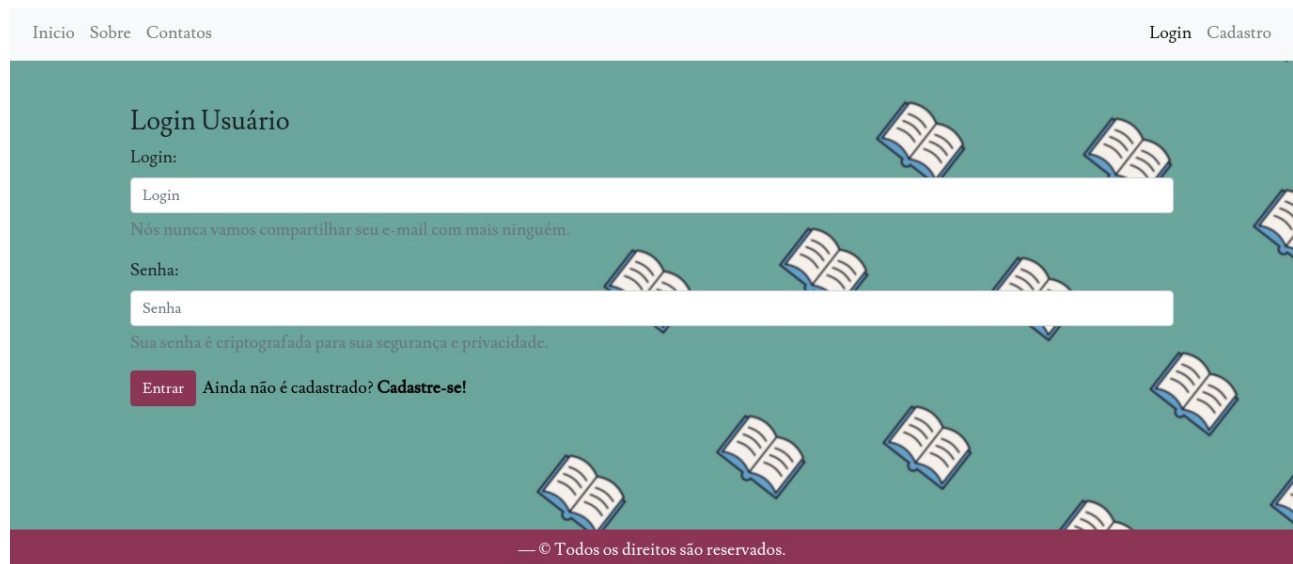 Inicio Sobre Contatos Login Cadastro
Login Usuário
Login:
Login
Nós nunca vamos compartilhar seu e-mail com mais ninguém.
Senha:
Senha
Sua senha é criptografada para sua segurança e privacidade.
Entrar Ainda não é cadastrado? Cadastre-se!
— © Todos os direitos são reservados.